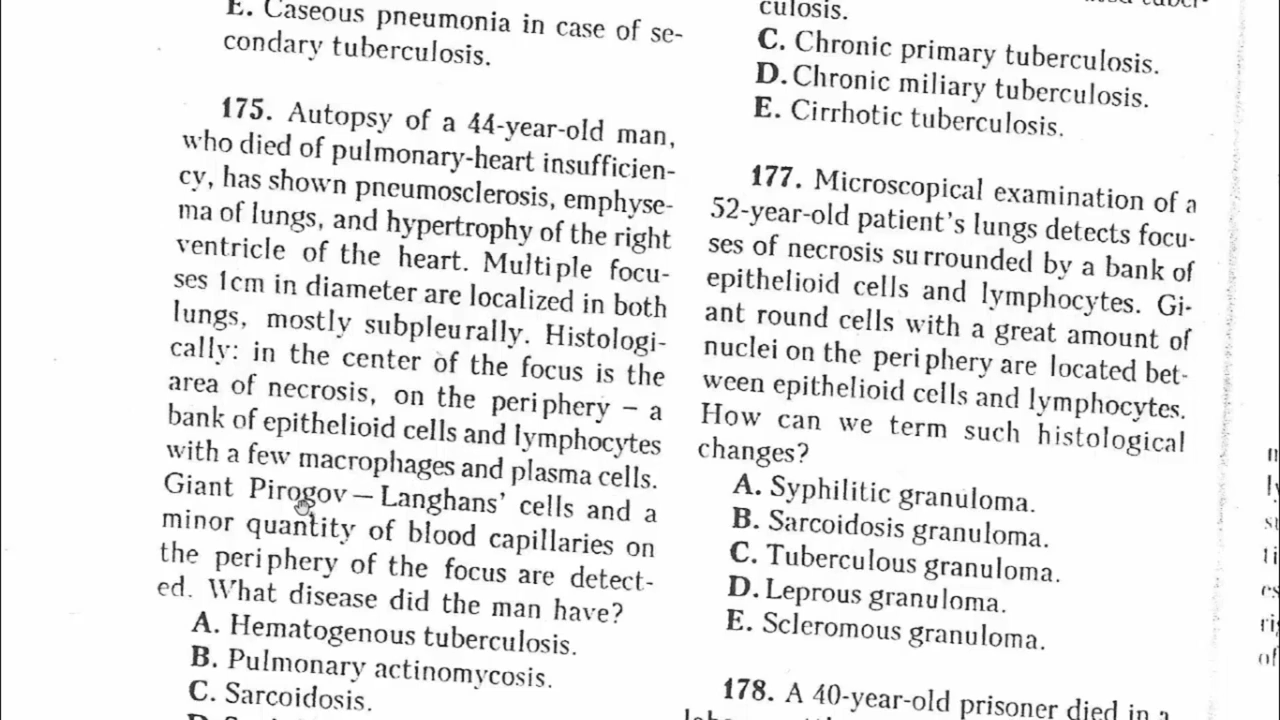 E. Caseous pneumonia in case of se-
condary tuberculosis.
175. Autopsy of a 44-year-old man,
who died of pulmonary-heart insufficien-
cy, has shown pneumosclerosis, emphyse-
ma of lungs, and hypertrophy of the right
ventricle of the heart. Multiple focu-
ses 1cm in diameter are localized in both
lungs, mostly subpleurally. Histologi-
cally: in the center of the focus is the
area of necrosis, on the periphery – a
bank of epithelioid cells and lymphocytes
with a few macrophages and plasma cells.
Giant Pirogov – Langhans' cells and a
minor quantity of blood capillaries on
the periphery of the focus are detect-
ed. What disease did the man have?
A. Hematogenous tuberculosis.
B. Pulmonary actinomycosis.
C. Sarcoidosis.
culosis.
C. Chronic primary tuberculosis.
D. Chronic miliary tuberculosis.
E. Cirrhotic tuberculosis.
177. Microscopical examination of a
52-year-old patient's lungs detects focu-
ses of necrosis surrounded by a bank of
epithelioid cells and lymphocytes. Gi-
ant round cells with a great amount of
nuclei on the periphery are located bet-
ween epithelioid cells and lymphocytes.
How can we term such histological
changes?
A. Syphilitic granuloma.
B. Sarcoidosis granuloma.
C. Tuberculous granuloma.
D. Leprous granuloma.
E. Scleromous granuloma.
178. A 40-year-old prisoner died in a